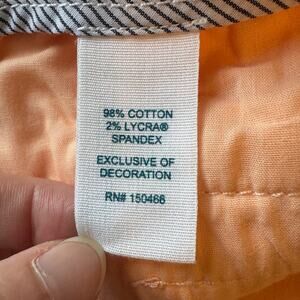 98% COTTON
2% LYCRA®
SPANDEX
EXCLUSIVE OF
DECORATION
RN# 150466